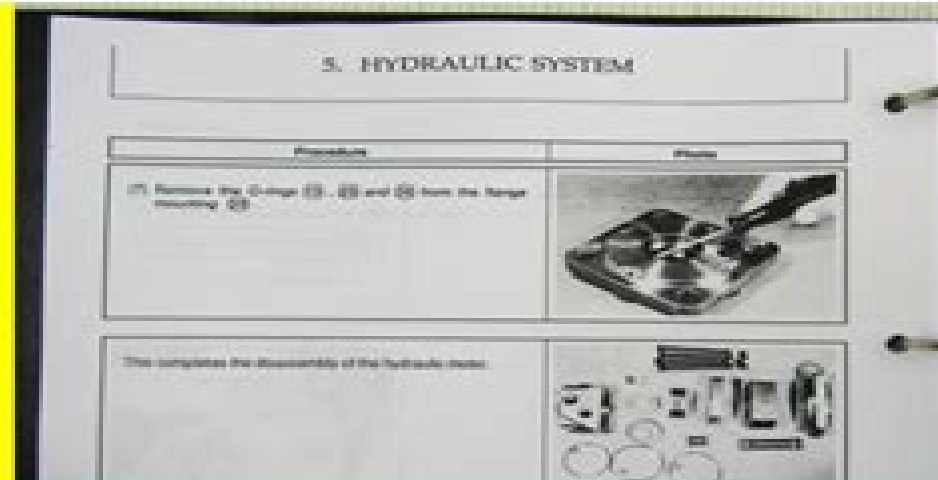 5. HYDRAULIC SYSTEM
Procedure
Photo
Remove the O-rings and from the flange
mounting
This completes the disassembly of the hydraulic motor.